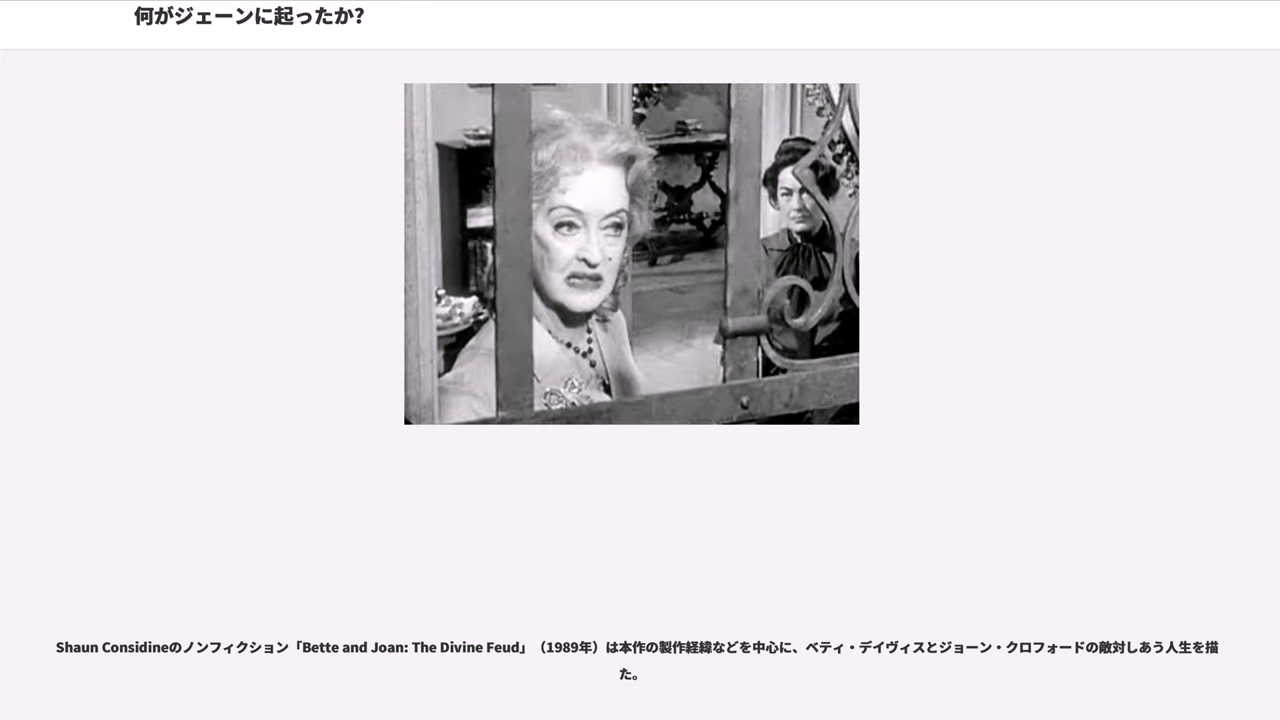 何がジェーンに起ったか?
Shaun Considineのノンフィクション「Bette and Joan: The Divine Feud」（1989年）は本作の製作経緯などを中心に、ベティ・デイヴィスとジョーン・クロフォードの敵対しあう人生を描
た。